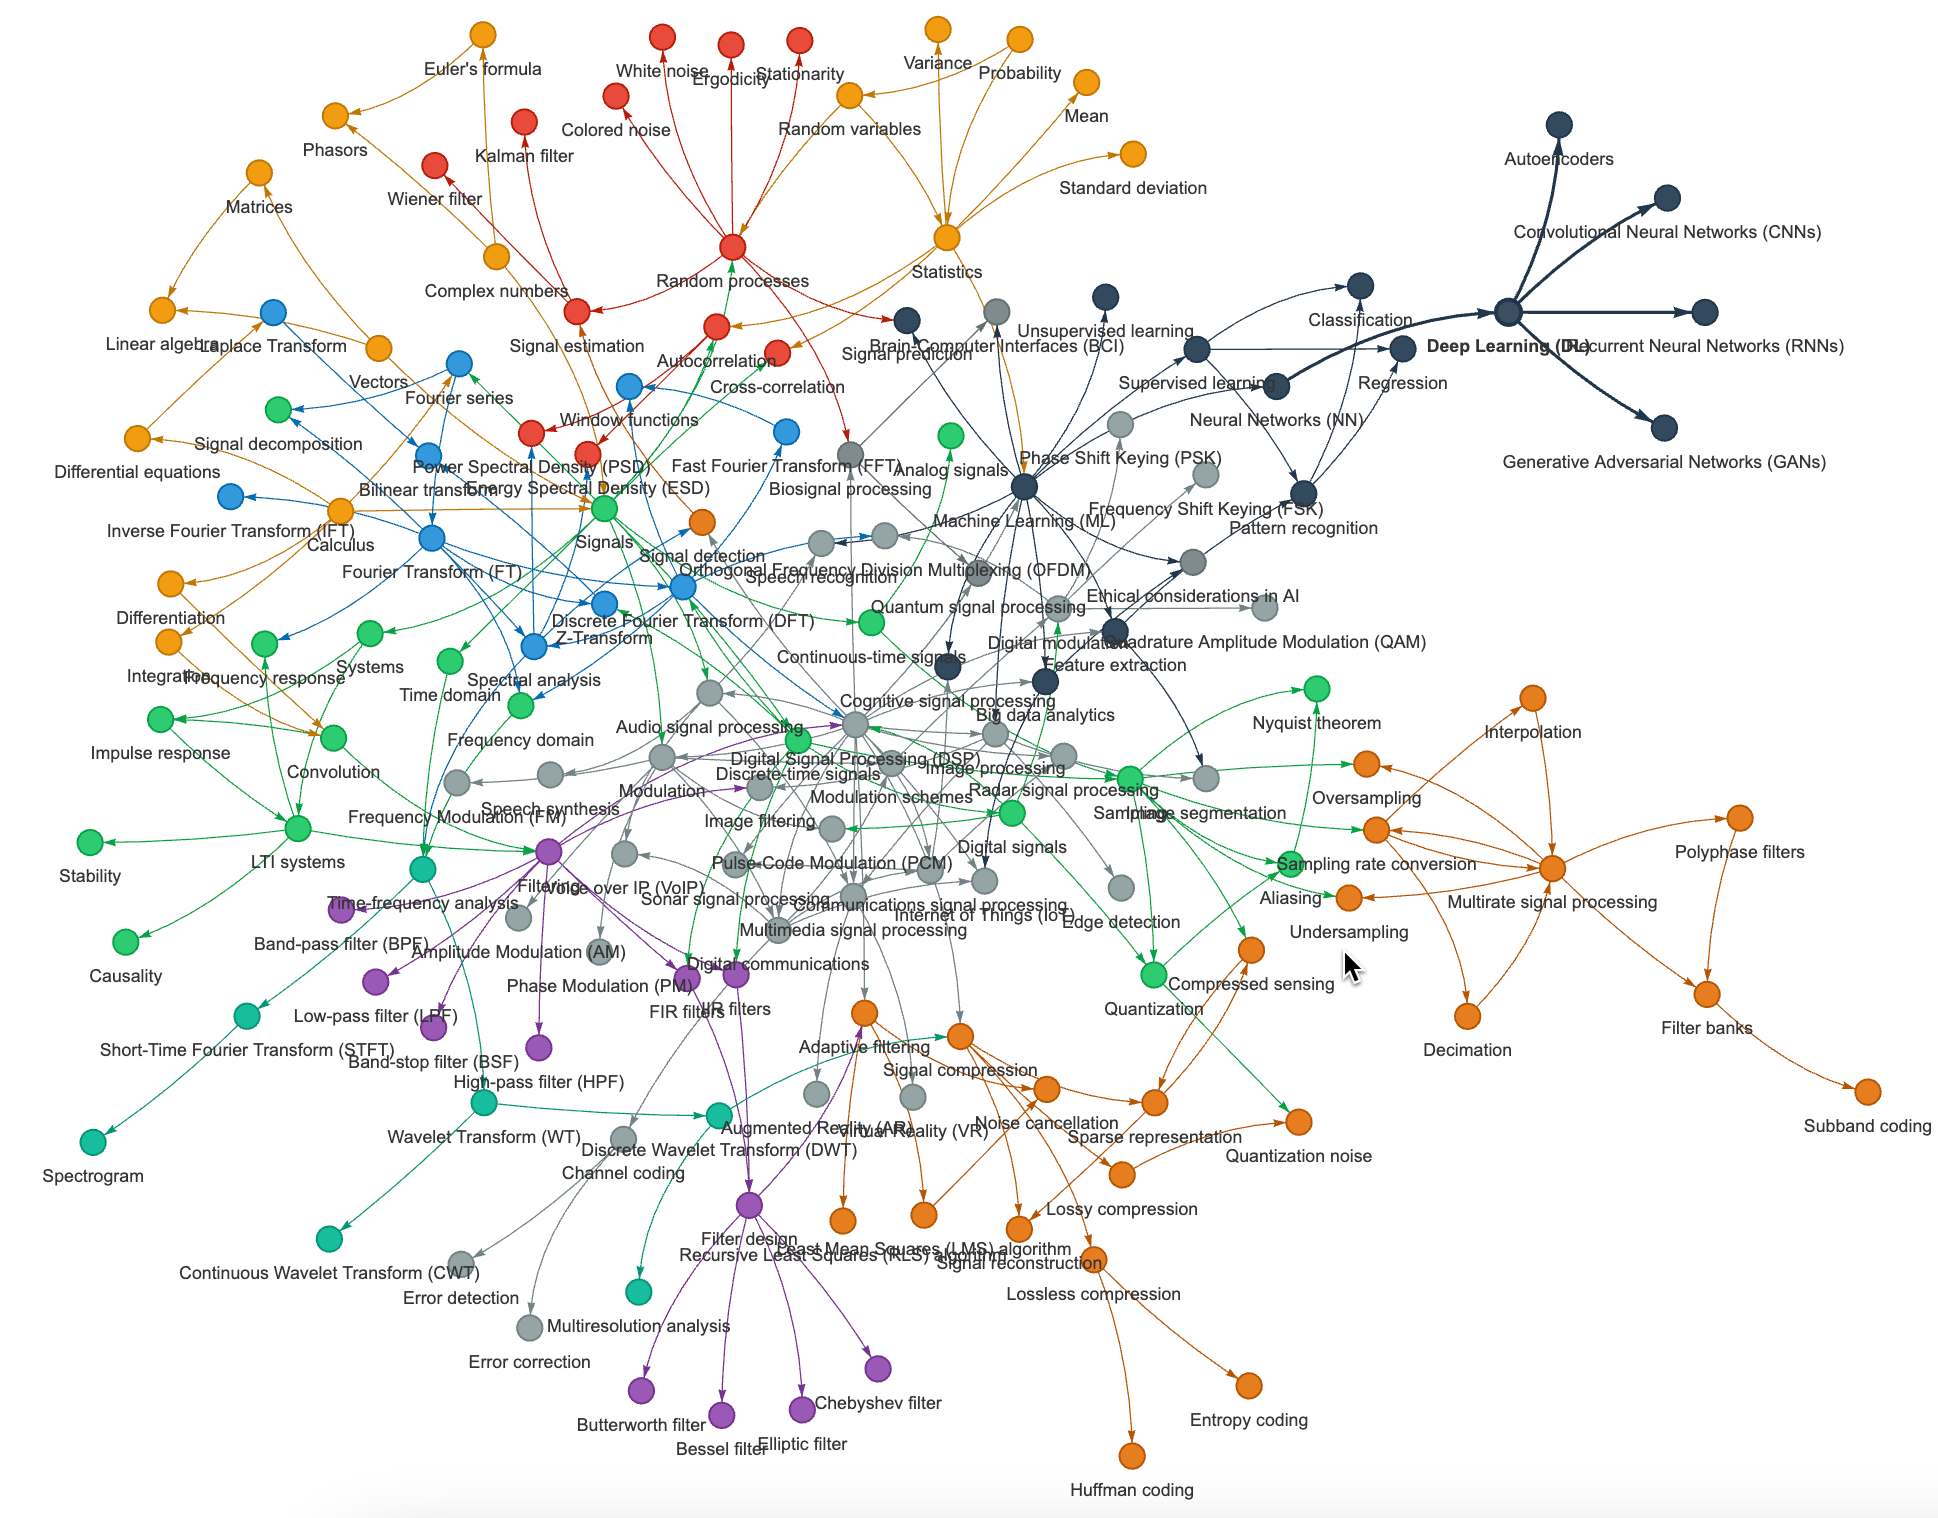 Euler's formula
White noise
Ergodicity
Stationarity
Variance
Probability
Mean
Colored noise
Random variables
Phasors
Kalman filter
Wiener filter
Standard deviation
Autoencoders
Matrices
Convolutional Neural Networks (CNNs)
Random processes
Statistics
Complex numbers
Linear algebra
Laplace Transform
Signal estimation
Signal prediction
Brain-Computer Interfaces (BCI)
Unsupervised learning
Classification
Deep Learning (DL)
Recurrent Neural Networks (RNNs)
Autocorrelation
Cross-correlation
Vectors
Fourier series
Supervised learning
Regression
Window functions
Neural Networks (NN)
Signal decomposition
Differential equations
Power Spectral Density (PSD)
Fast Fourier Transform (FFT)
Analog signals
Phase Shift Keying (PSK)
Generative Adversarial Networks (GANs)
Bilinear transform
Energy Spectral Density (ESD)
Biosignal processing
Frequency Shift Keying (FSK)
Machine Learning (ML)
Pattern recognition
Inverse Fourier Transform (IFT)
Calculus
Signals
Signal detection
Fourier Transform (FT)
Speech recognition
Orthogonal Frequency Division Multiplexing (OFDM)
Ethical considerations in AI
Quantum signal processing
Differentiation
Discrete Fourier Transform (DFT)
Z-Transform
Digital modulation
Quadrature Amplitude Modulation (QAM)
Continuous-time signals
Feature extraction
Integration
Frequency response
Systems
Time domain
Spectral analysis
Cognitive signal processing
Big data analytics
Audio signal processing
Nyquist theorem
Interpolation
Impulse response
Frequency domain
Convolution
Digital Signal Processing (DSP)
Discrete-time signals
Image processing
Modulation
Modulation schemes
Radar signal processing
Speech synthesis
Frequency Modulation (FM)
Image filtering
Sampling
Image segmentation
Oversampling
Digital signals
LTI systems
Stability
Pulse-Code Modulation (PCM)
Sampling rate conversion
Polyphase filters
Filtering
Voice over IP (VoIP)
Sonar signal processing
Time-frequency analysis
Communications signal processing
Internet of Things (IoT)
Edge detection
Aliasing
Multirate signal processing
Multimedia signal processing
Undersampling
Band-pass filter (BPF)
Amplitude Modulation (AM)
Causality
Digital communications
Phase Modulation (PM)
Compressed sensing
FIR filters
IIR filters
Quantization
Low-pass filter (LPF)
Filter banks
Short-Time Fourier Transform (STFT)
Adaptive filtering
Decimation
Band-stop filter (BSF)
Signal compression
High-pass filter (HPF)
Noise cancellation
Augmented Reality (AR)
Virtual Reality (VR)
Subband coding
Wavelet Transform (WT)
Sparse representation
Discrete Wavelet Transform (DWT)
Quantization noise
Spectrogram
Channel coding
Lossy compression
Filter design
Least Mean Squares (LMS) algorithm
Recursive Least Squares (RLS) algorithm
Signal reconstruction
Continuous Wavelet Transform (CWT)
Error detection
Lossless compression
Multiresolution analysis
Error correction
Chebyshev filter
Butterworth filter
Entropy coding
Elliptic filter
Bessel filter
Huffman coding